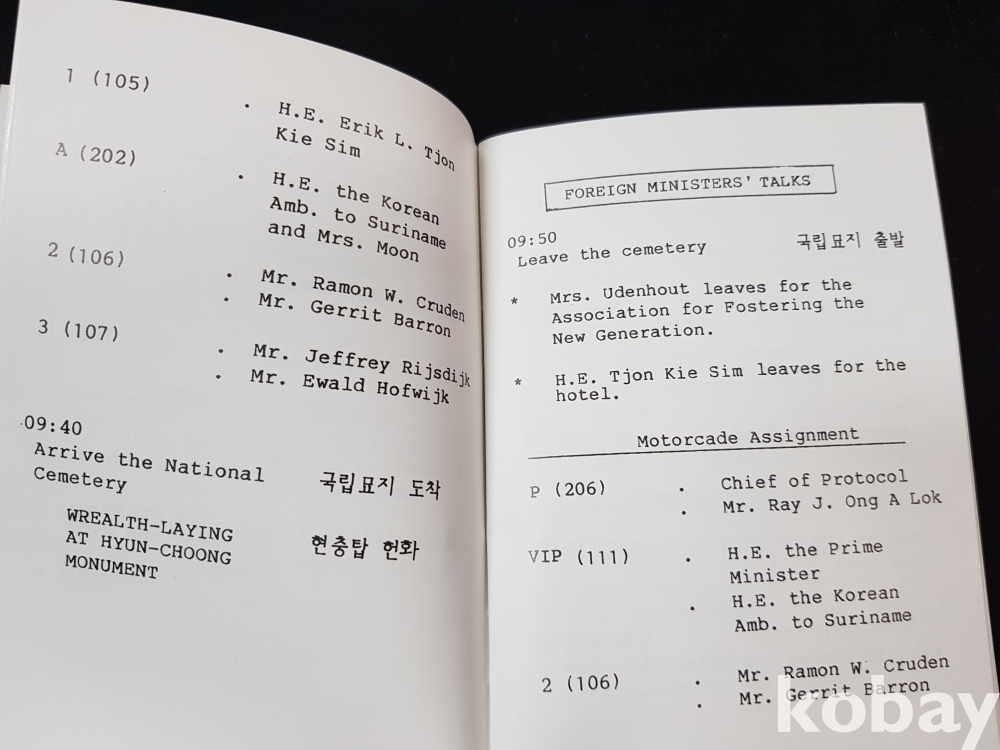 1 (105)
. H.E. Erik L. Tjon
Kie Sim
A (202)
. H.E. the Korean
Amb. to Suriname
and Mrs. Moon
2 (106)
. Mr. Ramon W. Cruden
. Mr. Gerrit Barron
3 (107)
. Mr. Jeffrey Rijsdijk
. Mr. Ewald Hofwijk
09:40
Arrive the National 국립묘지 도착
Cemetery
WREALTH-LAYING 현충탑 헌화
AT HYUN-CHOONG
MONUMENT
FOREIGN MINISTERS' TALKS
09:50
Leave the cemetery 국립묘지 출발
* Mrs. Udenhout leaves for the
Association for Fostering the
New Generation.
* H.E. Tjon Kie Sim leaves for the
hotel.
Motorcade Assignment
P (206) . Chief of Protocol
. Mr. Ray J. Ong A Lok
VIP (111) . H.E. the Prime
Minister
. H.E. the Korean
Amb. to Suriname
2 (106) . Mr. Ramon W. Cruden
. Mr. Gerrit Barron
kobay